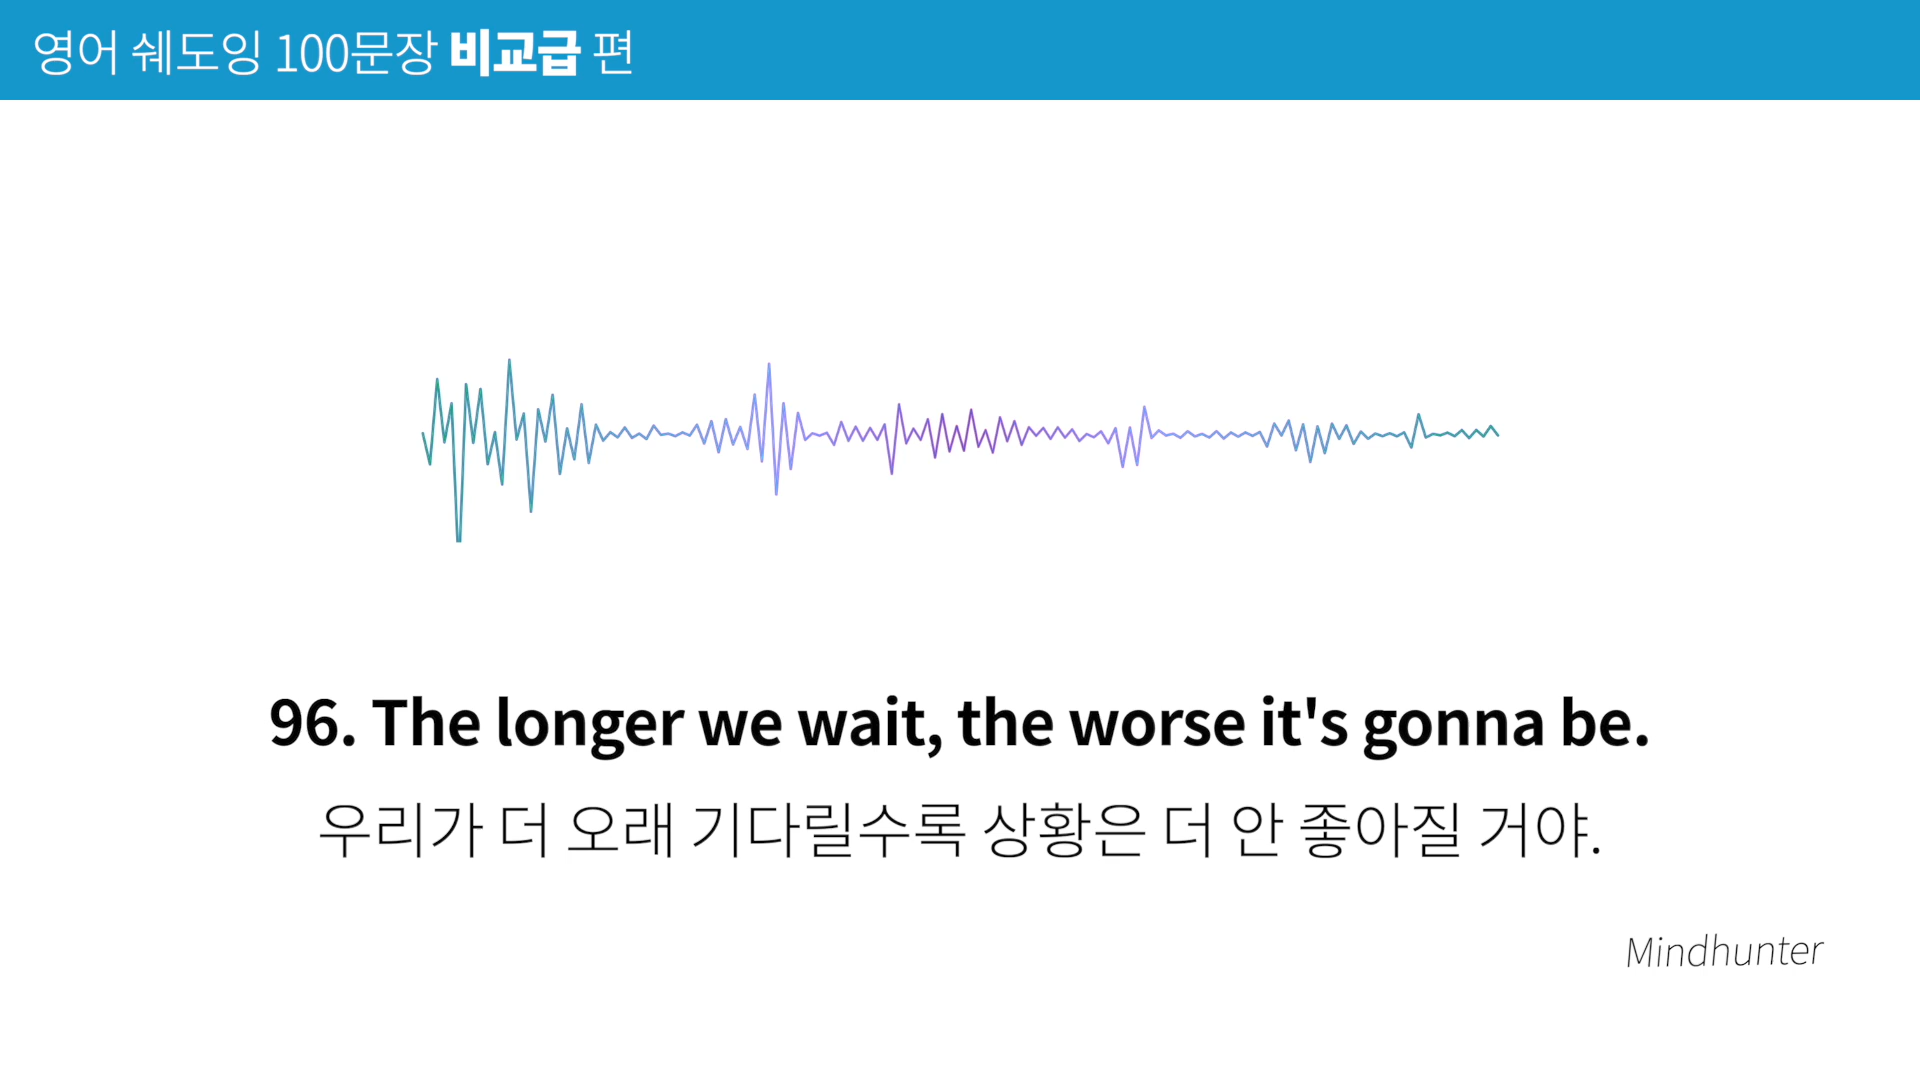 영어 쉐도잉 100문장 비교급 편
96. The longer we wait, the worse it's gonna be.
우리가 더 오래 기다릴수록 상황은 더 안 좋아질 거야.
Mindhunter